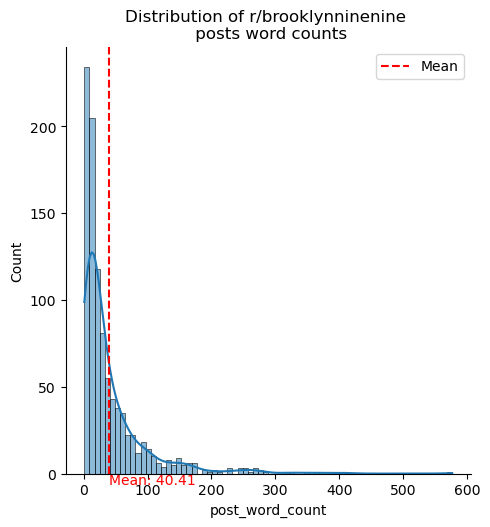 Distribution of r/brooklynninenine
posts word counts
Mean
200
150
100
50
0
Count
Mean: 40.41
0 100 200 300 400 500 600
post_word_count